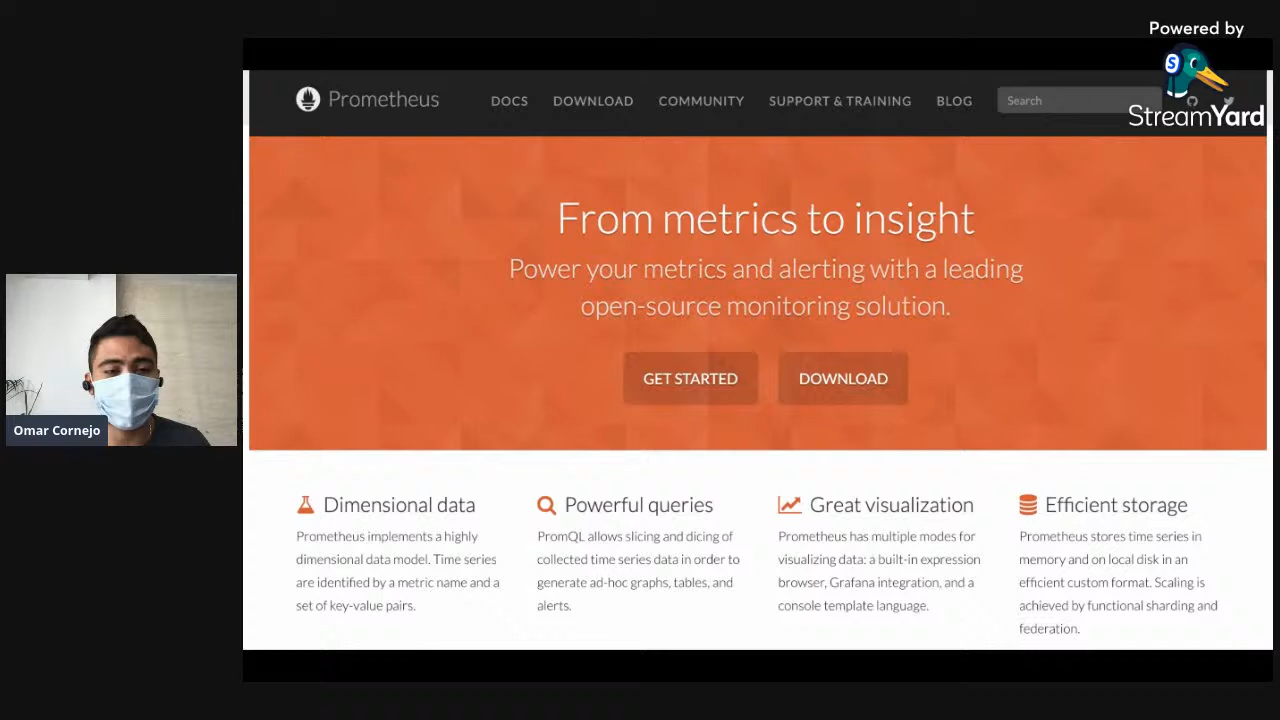 Powered by
StreamYard
Prometheus
DOCS
DOWNLOAD
COMMUNITY
SUPPORT & TRAINING
BLOG
Search
From metrics to insight
Power your metrics and alerting with a leading
open-source monitoring solution.
GET STARTED
DOWNLOAD
Omar Cornejo
Dimensional data
Prometheus implements a highly
dimensional data model. Time series
are identified by a metric name and a
set of key-value pairs.
Powerful queries
PromQL allows slicing and dicing of
collected time series data in order to
generate ad-hoc graphs, tables, and
alerts.
Great visualization
Prometheus has multiple modes for
visualizing data: a built-in expression
browser, Grafana integration, and a
console template language.
Efficient storage
Prometheus stores time series in
memory and on local disk in an
efficient custom format. Scaling is
achieved by functional sharding and
federation.